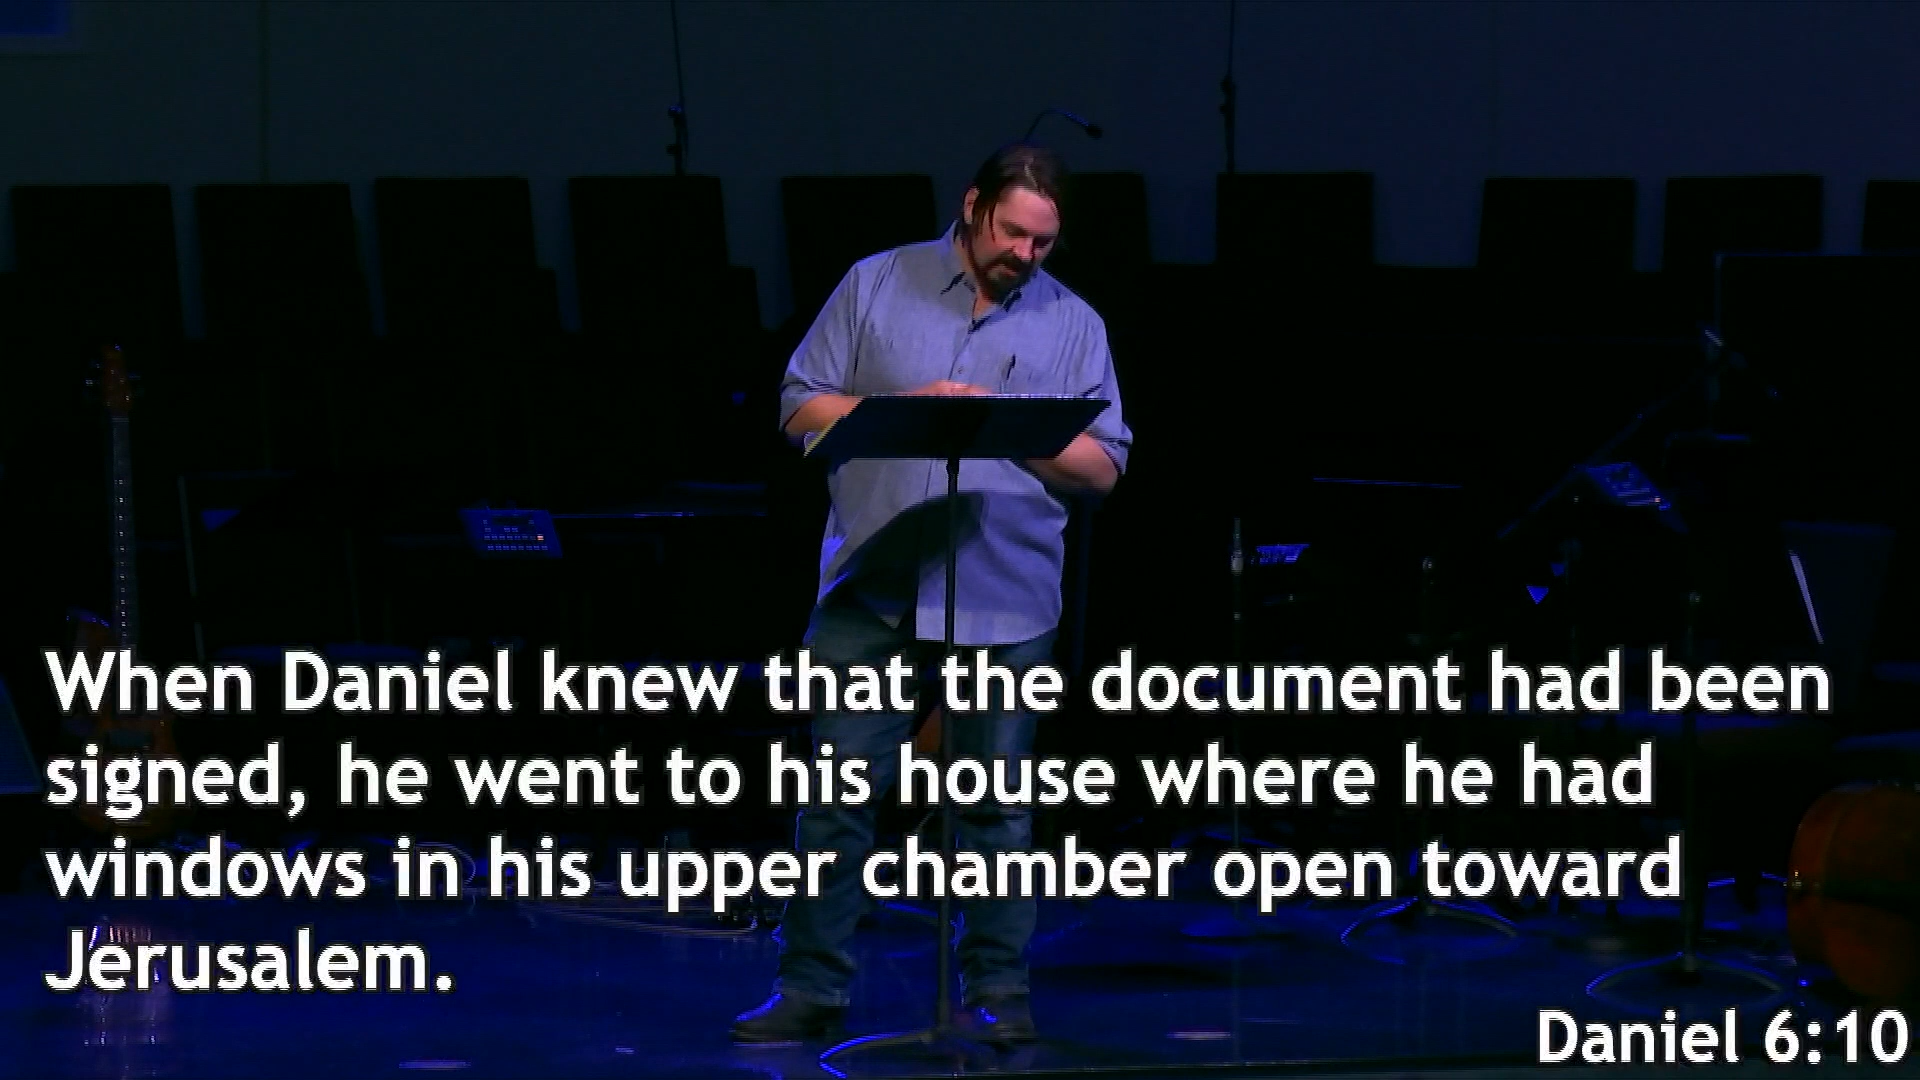 When Daniel knew that the document had been
signed, he went to his house where he had
windows in his upper chamber open toward
Jerusalem.
Daniel 6:10